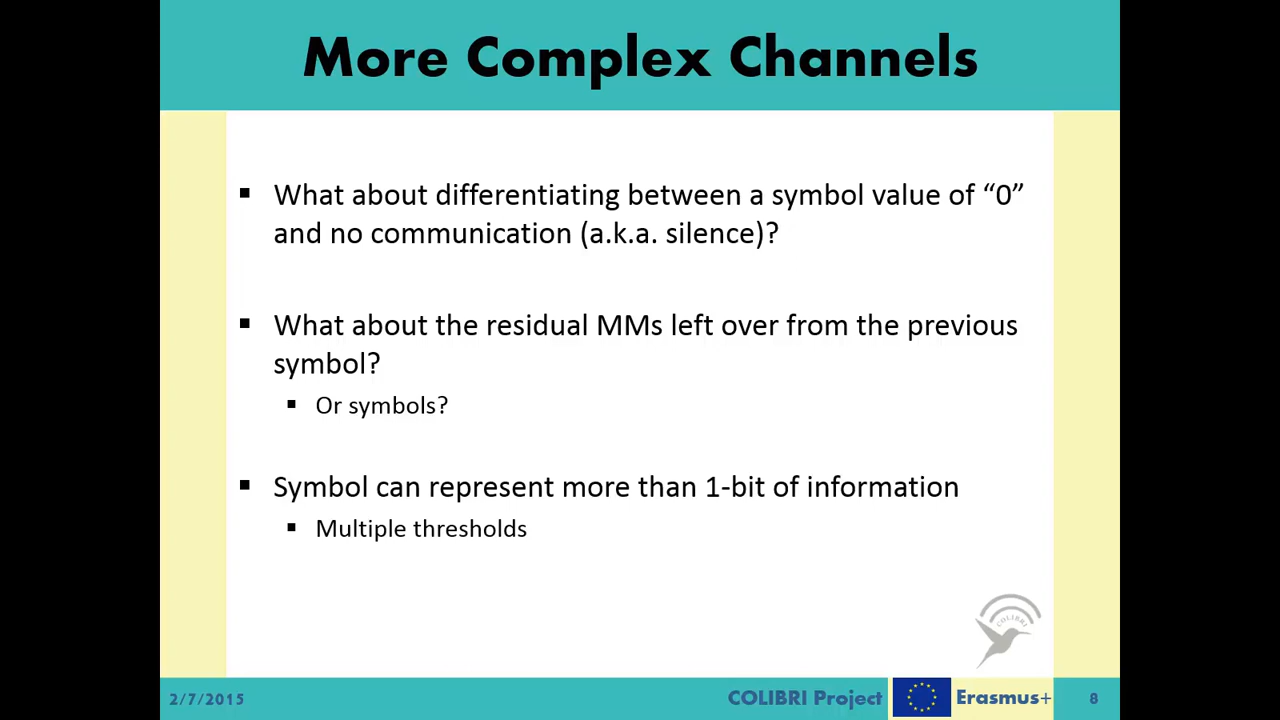 More Complex Channels
▪ What about differentiating between a symbol value of “0”
and no communication (a.k.a. silence)?
▪ What about the residual MMs left over from the previous
symbol?
▪ Or symbols?
▪ Symbol can represent more than 1-bit of information
▪ Multiple thresholds
COLIBRI
2/7/2015
COLIBRI Project
Erasmus+
8